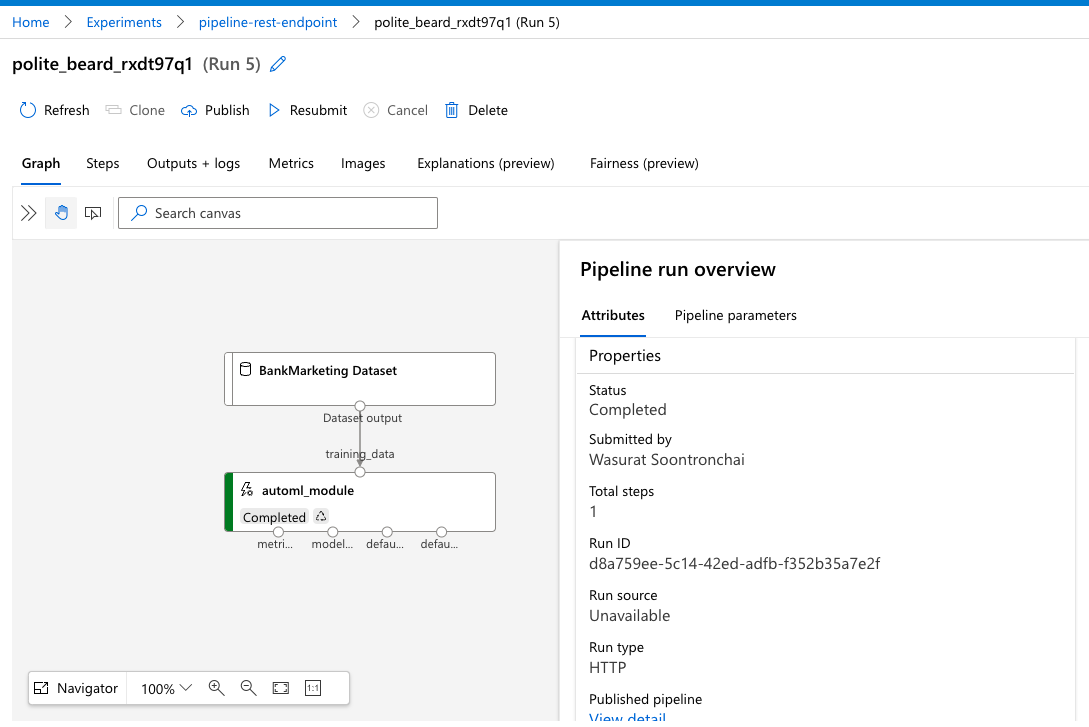 Home > Experiments > pipeline-rest-endpoint > polite_beard_rxdt97q1 (Run 5)
polite_beard_rxdt97q1 (Run 5)
Refresh Clone Publish Resubmit Cancel Delete
Graph Steps Outputs + logs Metrics Images Explanations (preview) Fairness (preview)
Search canvas
BankMarketing Dataset
Dataset output
training_data
automl_module
Completed
metri... model... defau... defau...
Navigator 100% 1:1
Pipeline run overview
Attributes Pipeline parameters
Properties
Status
Completed
Submitted by
Wasurat Soontronchai
Total steps
1
Run ID
d8a759ee-5c14-42ed-adfb-f352b35a7e2f
Run source
Unavailable
Run type
HTTP
Published pipeline
View detail